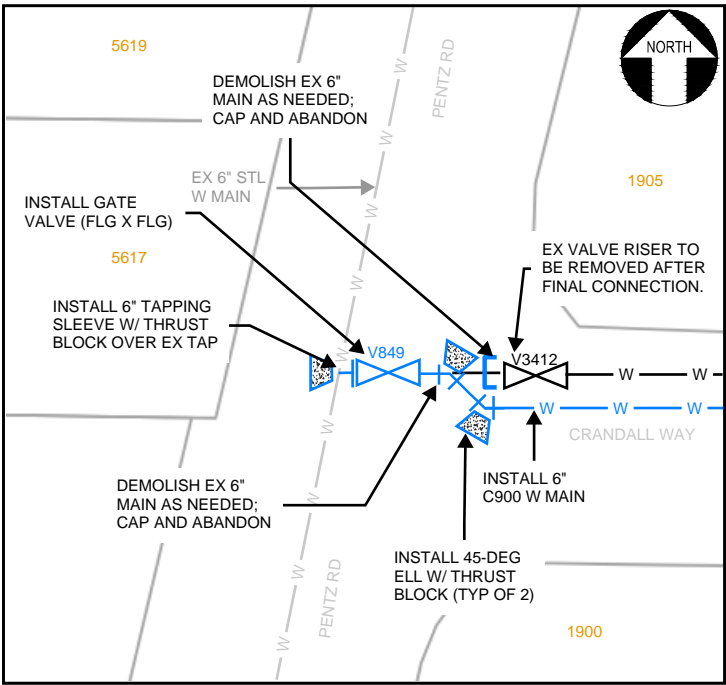 5619
NORTH
PENTZ RD
DEMOLISH EX 6"
MAIN AS NEEDED;
CAP AND ABANDON
W
W
W
EX 6" STL
W MAIN
1905
INSTALL GATE
VALVE (FLG X FLG)
W
5617
EX VALVE RISER TO
BE REMOVED AFTER
FINAL CONNECTION.
W
INSTALL 6" TAPPING
SLEEVE W/ THRUST
BLOCK OVER EX TAP
W
V849
V3412
W
W
W
W
W
W
CRANDALL WAY
DEMOLISH EX 6"
MAIN AS NEEDED;
CAP AND ABANDON
INSTALL 6"
C900 W MAIN
W
INSTALL 45-DEG
ELL W/ THRUST
BLOCK (TYP OF 2)
W
PENTZ RD
W
1900